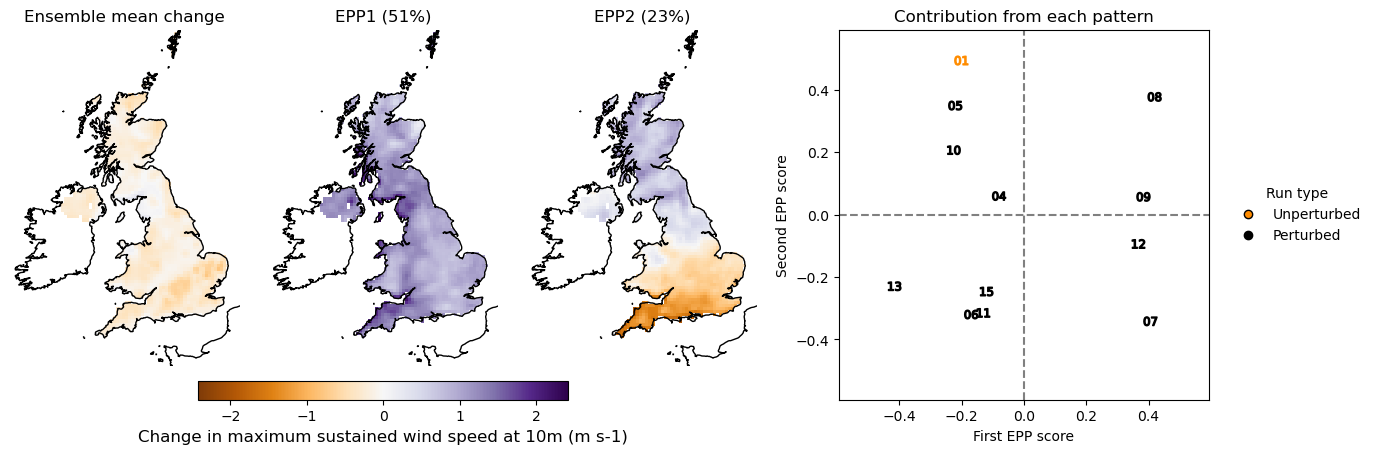 Ensemble mean change
EPP1 (51%)
EPP2 (23%)
Contribution from each pattern
01
05
08
10
04
09
12
13
15
06
11
07
0.4
0.2
0.0
−0.2
−0.4
Second EPP score
−0.4
−0.2
0.0
0.2
0.4
First EPP score
Run type
Unperturbed
Perturbed
−2
−1
0
1
2
Change in maximum sustained wind speed at 10m (m s-1)